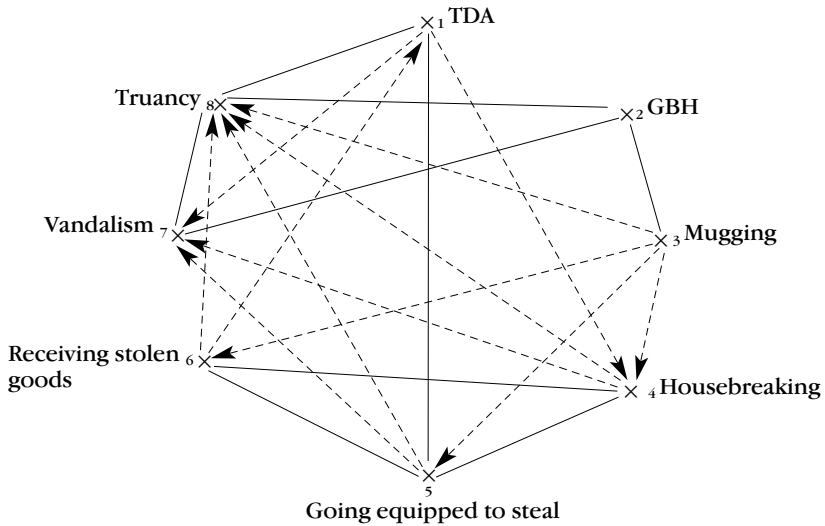 1 TDA
Truancy 8
2 GBH
Vandalism 7
3 Mugging
Receiving stolen 6
goods
4 Housebreaking
5
Going equipped to steal